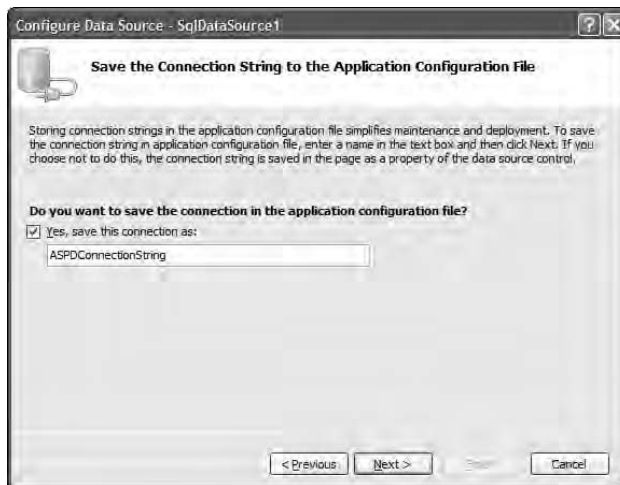 Configure Data Source - SqlDataSource1
Save the Connection String to the Application Configuration File
Storing connection strings in the application configuration file simplifies maintenance and deployment. To save
the connection string in application configuration file, enter a name in the text box and then click Next. If you
choose not to do this, the connection string is saved in the page as a property of the data source control.
Do you want to save the connection in the application configuration file?
Yes, save this connection as:
ASPDConnectionString
< Previous
Next >
Cancel